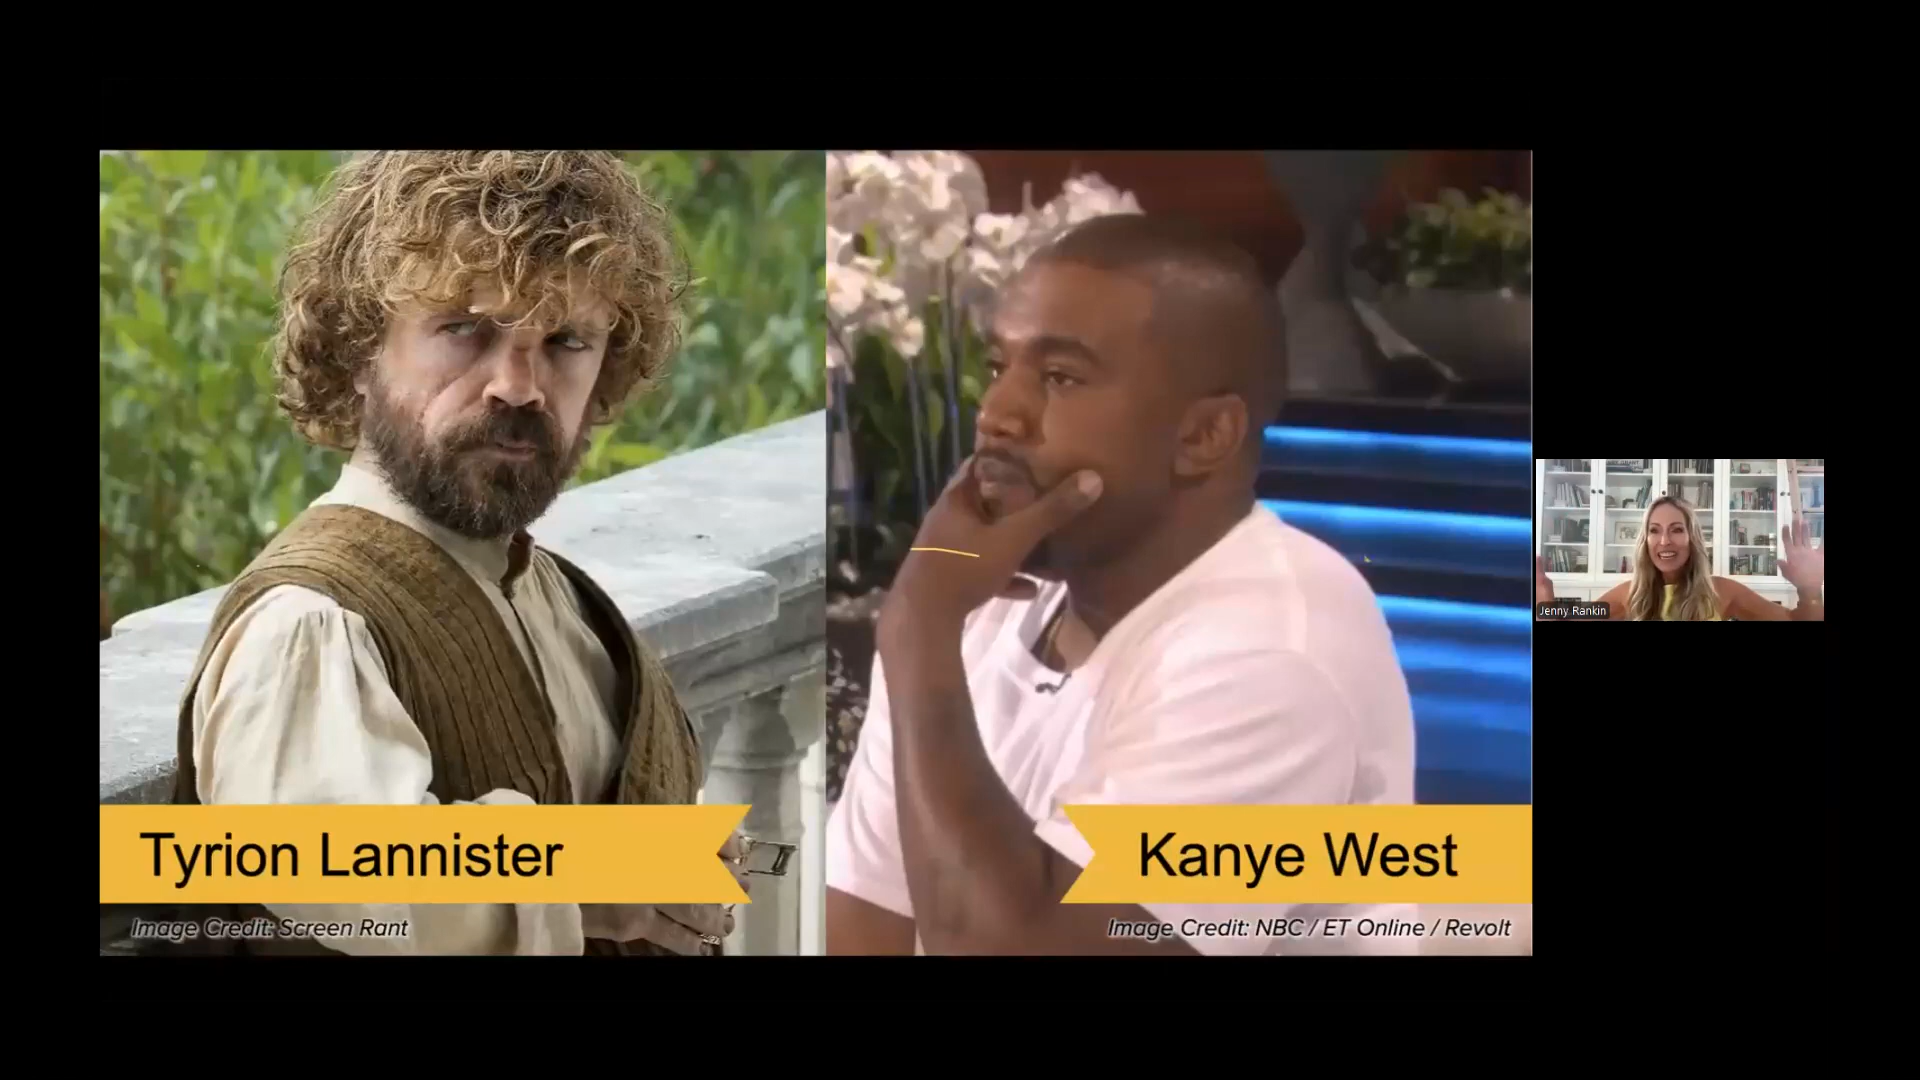 Tyrion Lannister
Image Credit: Screen Rant
Kanye West
Image Credit: NBC / ET Online / Revolt
Jenny Rankin